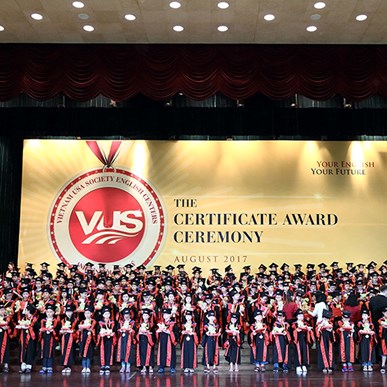 YOUR ENGLISH
YOUR FUTURE
VIETNAM USA SOCIETY ENGLISH CENTERS
VUS
THE
CERTIFICATE AWARD
CEREMONY
AUGUST 2017